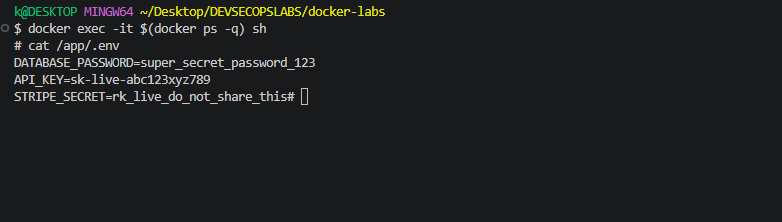 k@DESKTOP MINGW64 ~/Desktop/DEVSECOPSLABS/docker-labs
$ docker exec -it $(docker ps -q) sh
# cat /app/.env
DATABASE_PASSWORD=super_secret_password_123
API_KEY=sk-live-abc123xyz789
STRIPE_SECRET=rk_live_do_not_share_this#